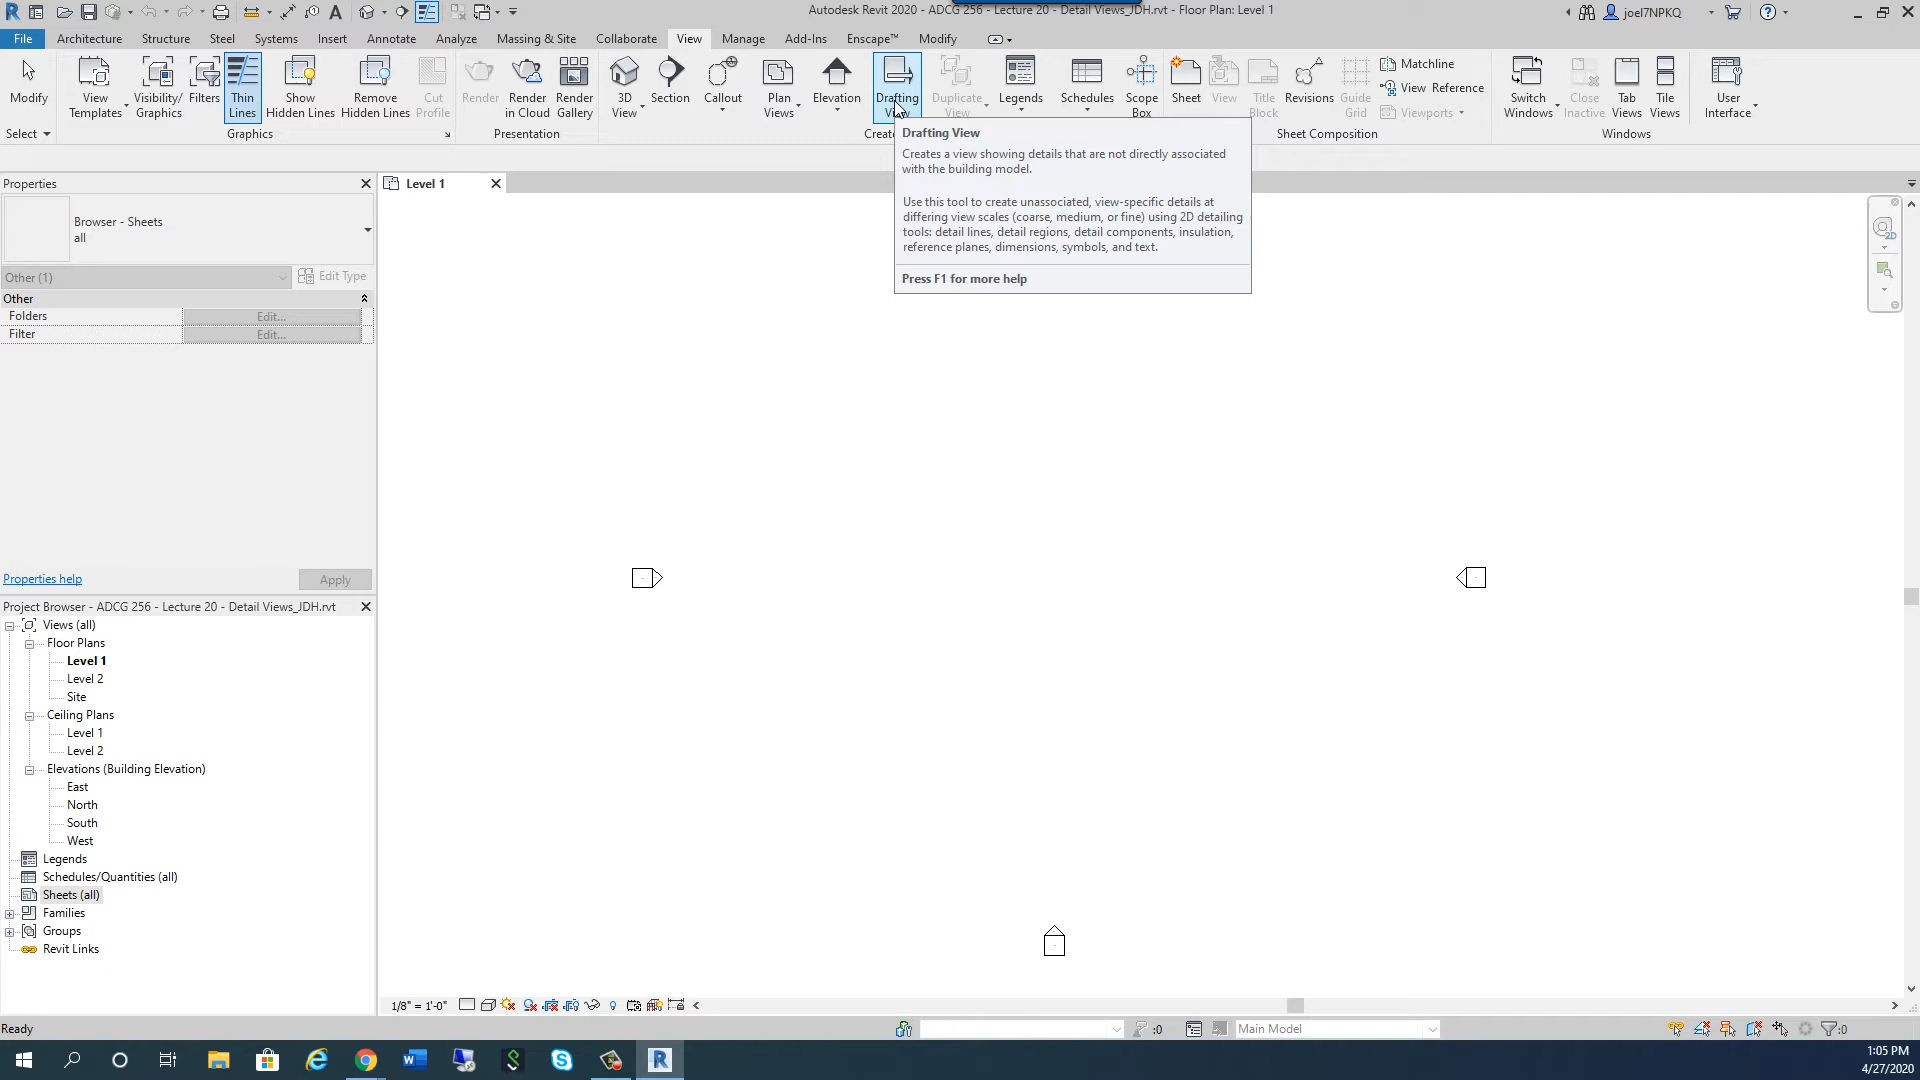 Autodesk Revit 2020 - ADCG 256 - Lecture 20 - Detail Views_JDH.rvt - Floor Plan: Level 1
joel7NPKQ
File Architecture Structure Steel Systems Insert Annotate Analyze Massing & Site Collaborate View Manage Add-Ins Enscape™ Modify
Modify
View Templates
Visibility/ Graphics
Filters
Thin Lines
Show Hidden Lines
Remove Hidden Lines
Cut Profile
Render
Render in Cloud
Render Gallery
3D View
Section
Callout
Plan Views
Elevation
Drafting View
Duplicate View
Legends
Schedules
Scope Box
Sheet
View
Title Block
Revisions
Guide Grid
Matchline
View Reference
Viewports
Switch Windows
Close Inactive
Tab Views
Tile Views
User Interface
Select
Graphics
Presentation
Sheet Composition
Windows
Drafting View
Creates a view showing details that are not directly associated
with the building model.
Use this tool to create unassociated, view-specific details at
differing view scales (coarse, medium, or fine) using 2D detailing
tools: detail lines, detail regions, detail components, insulation,
reference planes, dimensions, symbols, and text.
Press F1 for more help
Properties
Level 1
Browser - Sheets
all
Other (1)
Edit Type
Other
Folders Edit...
Filter Edit...
2D
Properties help
Apply
Project Browser - ADCG 256 - Lecture 20 - Detail Views_JDH.rvt
Views (all)
Floor Plans
Level 1
Level 2
Site
Ceiling Plans
Level 1
Level 2
Elevations (Building Elevation)
East
North
South
West
Legends
Schedules/Quantities (all)
Sheets (all)
Families
Groups
Revit Links
1/8" = 1'-0"
Ready
:0
Main Model
:0
1:05 PM
4/27/2020